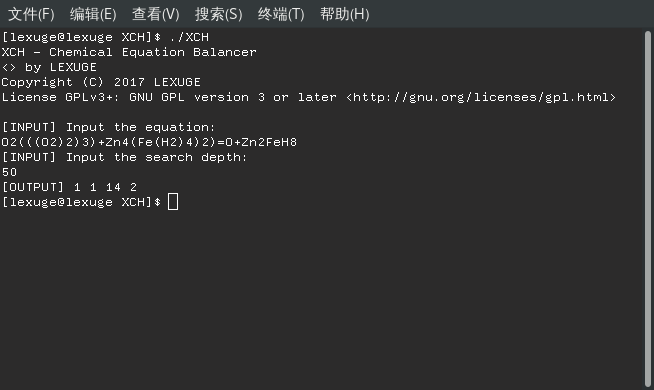 文件(F) 编辑(E) 查看(V) 搜索(S) 终端(T) 帮助(H)
[lexuge@lexuge XCH]$ ./XCH
XCH - Chemical Equation Balancer
<> by LEXUGE
Copyright (C) 2017 LEXUGE
License GPLv3+: GNU GPL version 3 or later <http://gnu.org/licenses/gpl.html>
[INPUT] Input the equation:
O2(((O2)2)3)+Zn4(Fe(H2)4)2)=O+Zn2FeH8
[INPUT] Input the search depth:
50
[OUTPUT] 1 1 14 2
[lexuge@lexuge XCH]$